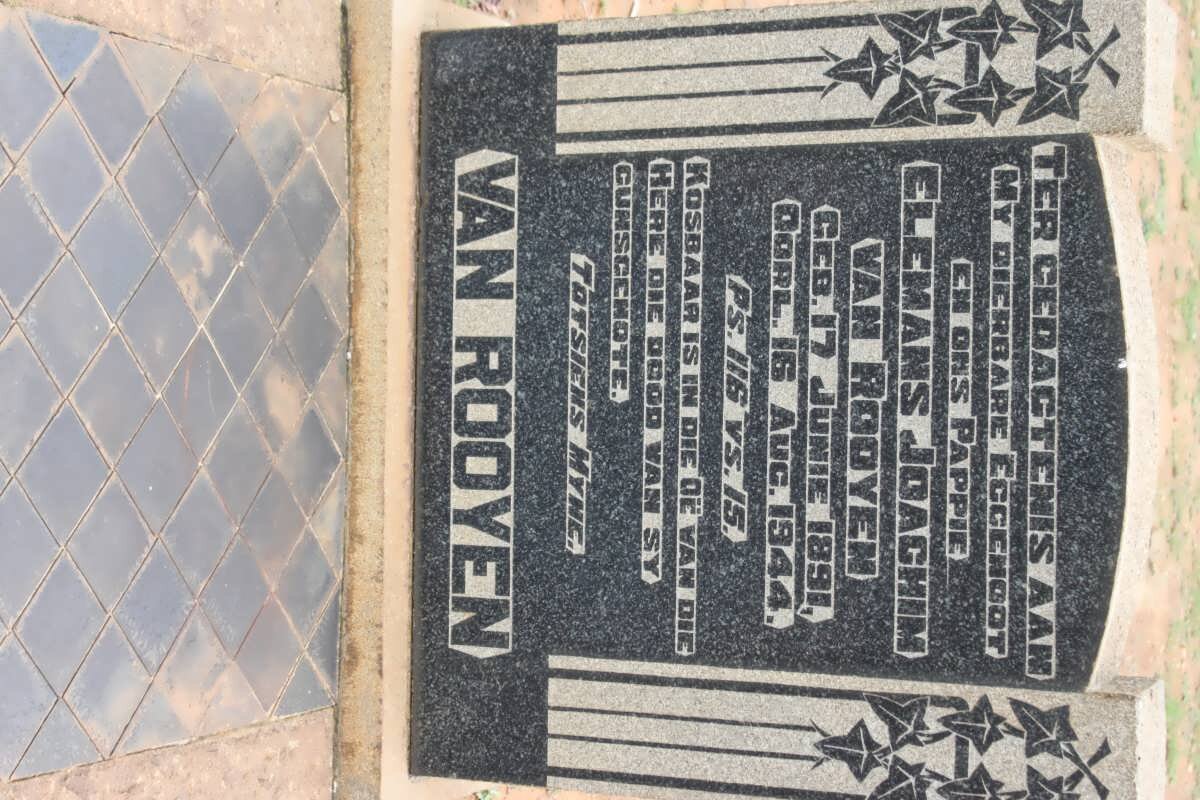 TER GEDAGTENIS AAN
MY DIERBARE EGGENOOT
EN ONS PAPPIE
ELEMANS JOACHIM
VAN ROOYEN
GEB. 17 JUNIE 1891,
OORL. 16 AUG. 1944.
PS. 116 VS. 15.
KOSBAAR IS IN DIE OE VAN DIE
HERE DIE DOOD VAN SY
GUNSGENOTE.
TOTSIENS MYNE.
VAN ROOYEN